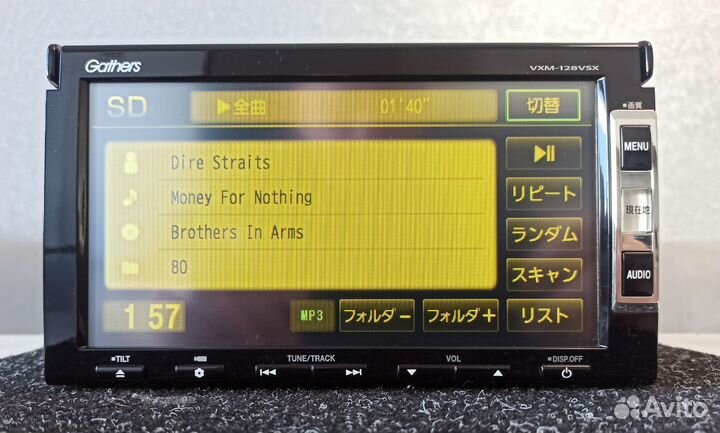 Gathers
VXM-128VSX
SD
▶全曲
01'40"
切替
■画質
Dire Straits
Money For Nothing
Brothers In Arms
80
▶II
リピート
ランダム
スキャン
リスト
MENU
現在地
AUDIO
1 57
MP3
フォルダ−
フォルダ+
■TILT
TUNE/TRACK
VOL
■DISP.OFF
Avito